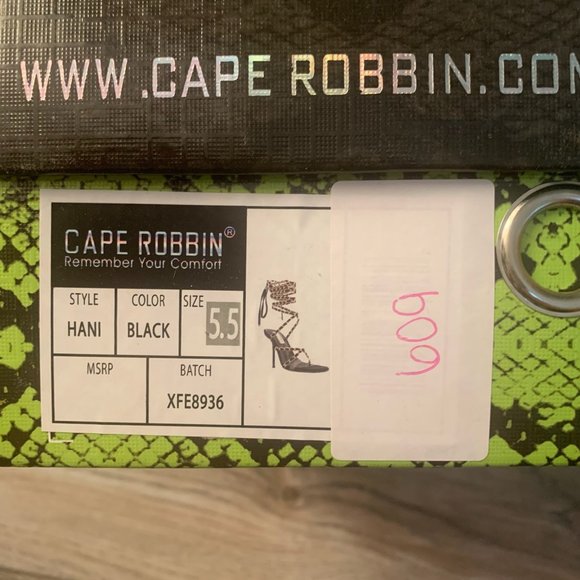 WWW.CAPE ROBBIN.COM
CAPE ROBBIN®
Remember Your Comfort
STYLE COLOR SIZE
HANI BLACK 5.5
MSRP BATCH
XFE8936
609